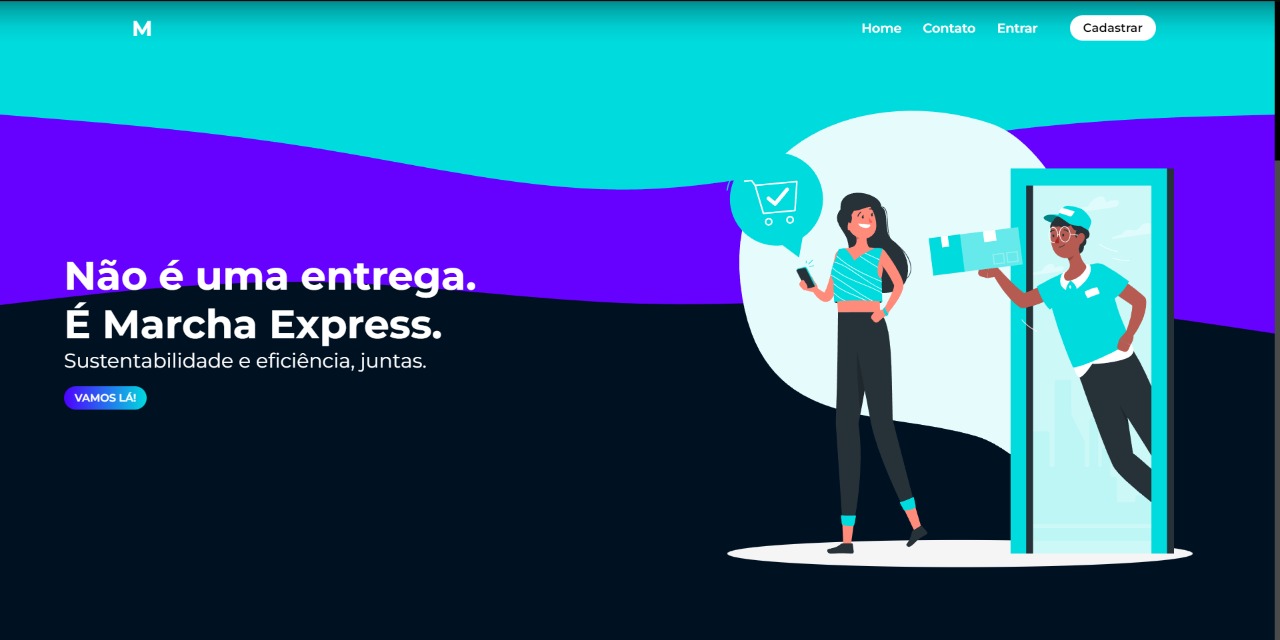 M
Home Contato Entrar Cadastrar
Não é uma entrega.
É Marcha Express.
Sustentabilidade e eficiência, juntas.
VAMOS LÁ!